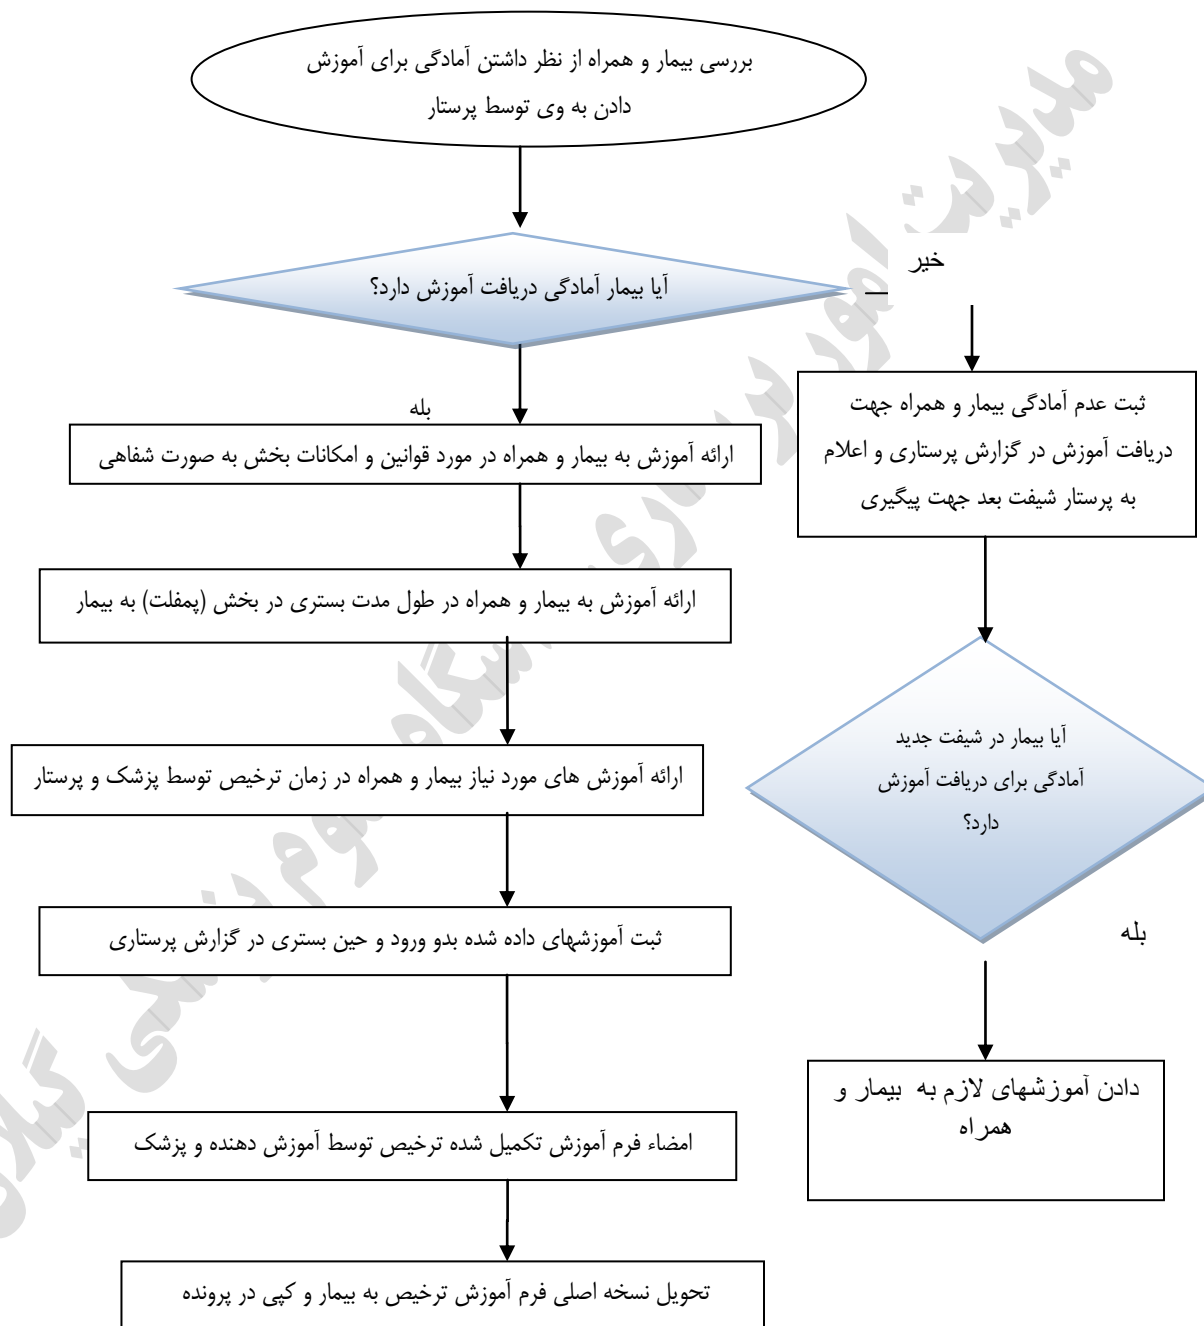 بررسی بیمار و همراه از نظر داشتن آمادگی برای آموزش
دادن به وی توسط پرستار
آیا بیمار آمادگی دریافت آموزش دارد؟
خیر
بله
ارائه آموزش به بیمار و همراه در مورد قوانین و امکانات بخش به صورت شفاهی
ارائه آموزش به بیمار و همراه در طول مدت بستری در بخش (پمفلت) به بیمار
ارائه آموزش های مورد نیاز بیمار و همراه در زمان ترخیص توسط پزشک و پرستار
ثبت آموزشهای داده شده بدو ورود و حین بستری در گزارش پرستاری
امضاء فرم آموزش تکمیل شده ترخیص توسط آموزش دهنده و پزشک
تحویل نسخه اصلی فرم آموزش ترخیص به بیمار و کپی در پرونده
ثبت عدم آمادگی بیمار و همراه جهت
دریافت آموزش در گزارش پرستاری و اعلام
به پرستار شیفت بعد جهت پیگیری
آیا بیمار در شیفت جدید
آمادگی برای دریافت آموزش
دارد؟
بله
دادن آموزشهای لازم به بیمار و
همراه
مدیریت امور